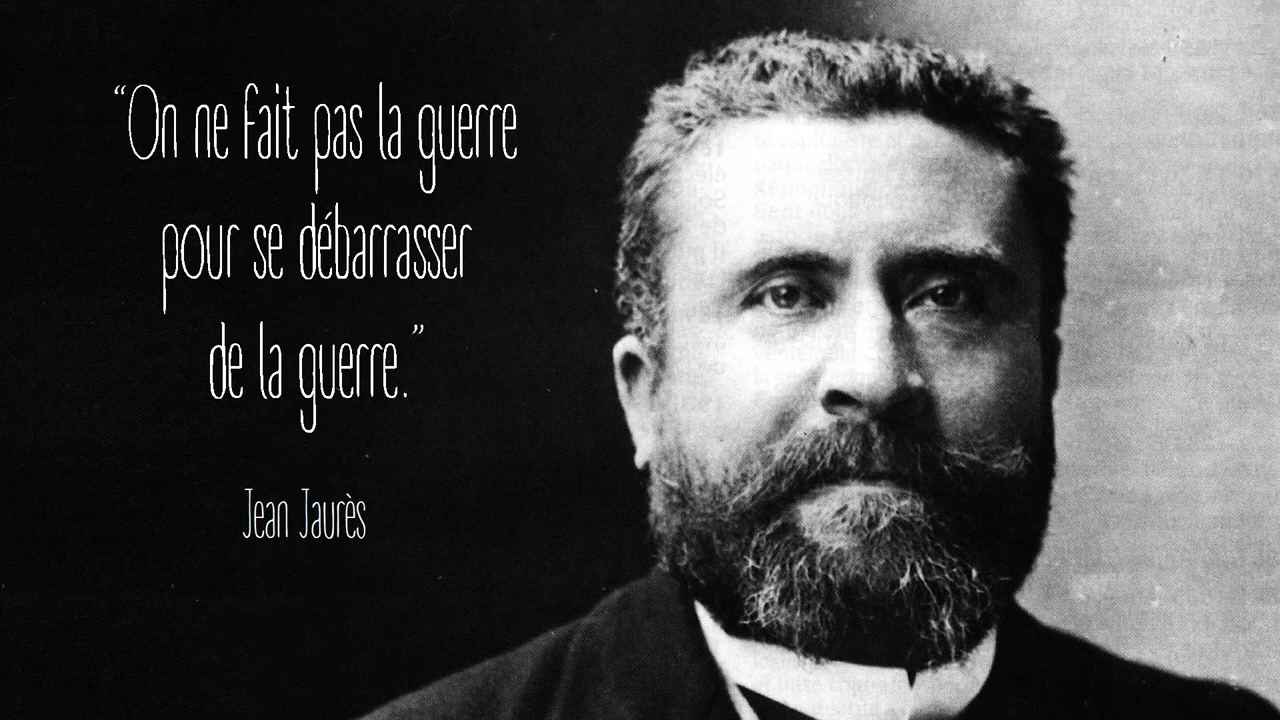 “On ne fait pas la guerre
pour se débarrasser
de la guerre.”
Jean Jaurès